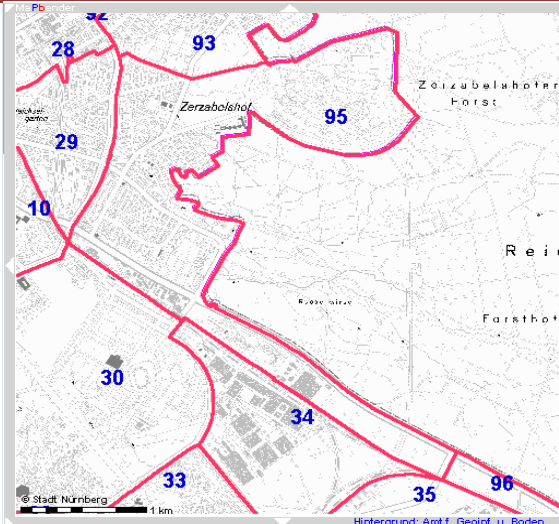 MaPbender
92
28
93
Zerzabelshofer
Forst
Zerzabelshof
95
29
10
Rei
Forsthof
30
34
33
96
35
© Stadt Nürnberg
1 km
Hintergrund: Amt f. Geoinf. u. Boden